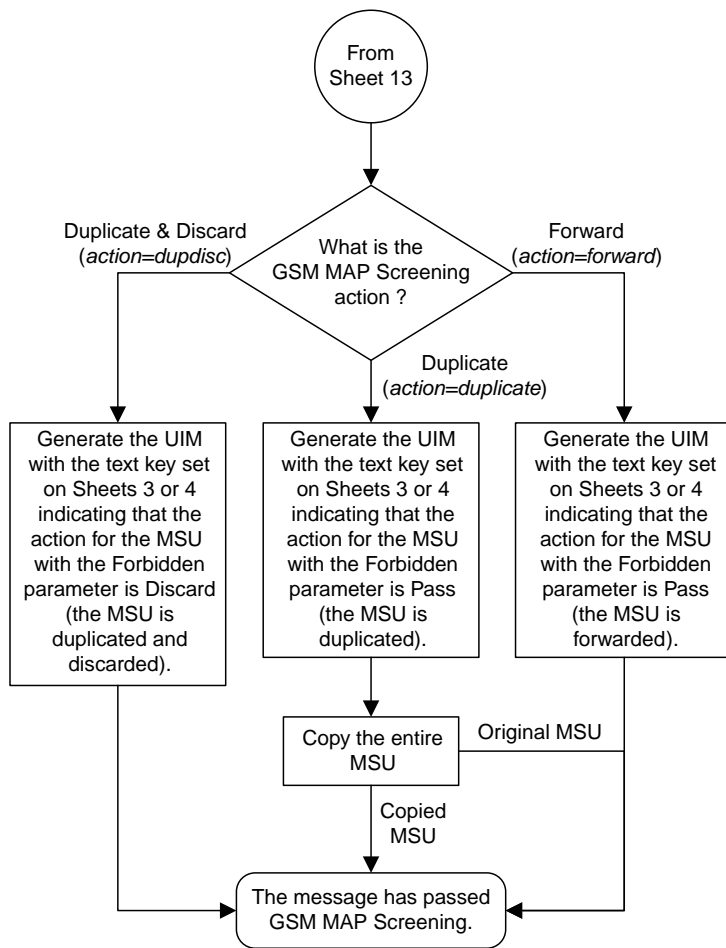 From
Sheet 13
Duplicate & Discard
(action=dupdisc)
What is the
GSM MAP Screening
action ?
Forward
(action=forward)
Duplicate
(action=duplicate)
Generate the UIM
with the text key set
on Sheets 3 or 4
indicating that the
action for the MSU
with the Forbidden
parameter is Discard
(the MSU is
duplicated and
discarded).
Generate the UIM
with the text key set
on Sheets 3 or 4
indicating that the
action for the MSU
with the Forbidden
parameter is Pass
(the MSU is
duplicated).
Generate the UIM
with the text key set
on Sheets 3 or 4
indicating that the
action for the MSU
with the Forbidden
parameter is Pass
(the MSU is
forwarded).
Copy the entire
MSU
Original MSU
Copied
MSU
The message has passed
GSM MAP Screening.